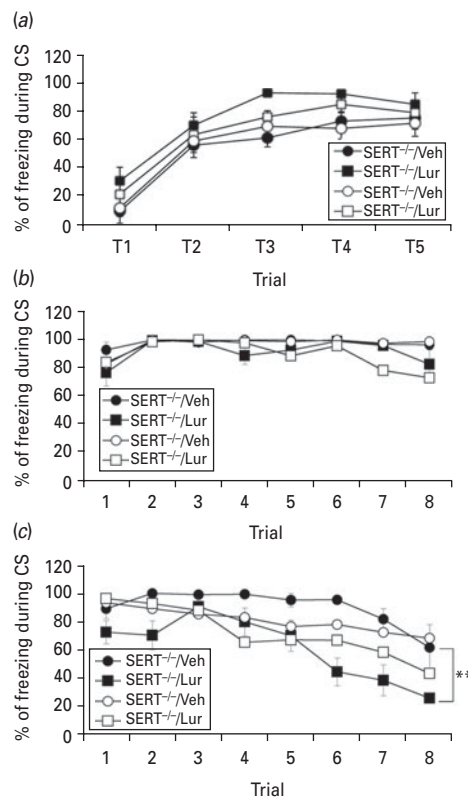 (a)
% of freezing during CS
100
80
60
40
20
0
SERT–/–/Veh
SERT–/–/Lur
SERT–/–/Veh
SERT–/–/Lur
T1 T2 T3 T4 T5
Trial
(b)
% of freezing during CS
120
100
80
60
40
20
0
SERT–/–/Veh
SERT–/–/Lur
SERT–/–/Veh
SERT–/–/Lur
1 2 3 4 5 6 7 8
Trial
(c)
% of freezing during CS
120
100
80
60
40
20
0
**
SERT–/–/Veh
SERT–/–/Lur
SERT–/–/Veh
SERT–/–/Lur
1 2 3 4 5 6 7 8
Trial